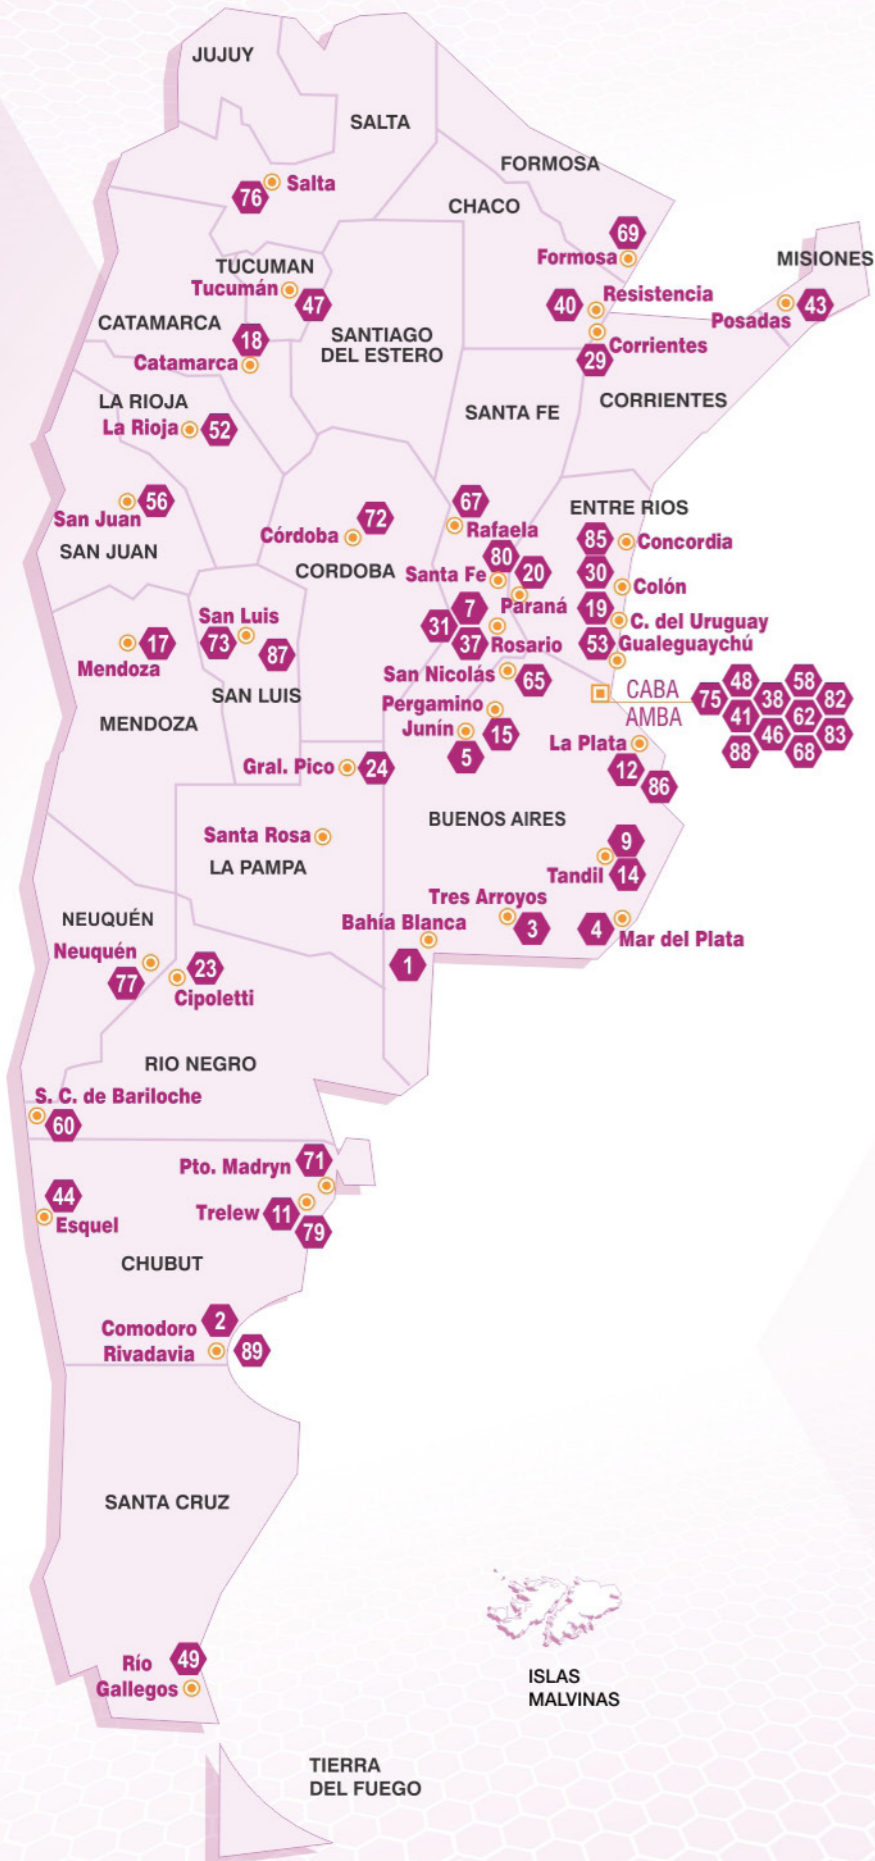 JUJUY
SALTA
FORMOSA
CHACO
Salta
76
69
Formosa
MISIONES
TUCUMAN
Tucumán
47
40
Resistencia
Posadas
43
CATAMARCA
18
Catamarca
SANTIAGO
DEL ESTERO
Corrientes
29
LA RIOJA
La Rioja
52
SANTA FE
CORRIENTES
San Juan
56
SAN JUAN
Córdoba
72
CORDOBA
67
Rafaela
ENTRE RIOS
85
Concordia
80
Santa Fe
20
Paraná
30
Colón
19
C. del Uruguay
53
Gualeguaychú
7
31
37
Rosario
San Luis
73
87
SAN LUIS
17
Mendoza
MENDOZA
San Nicolás
65
Pergamino
15
Junín
5
CABA
AMBA
48
58
75
38
82
41
62
46
83
88
68
La Plata
12
86
Gral. Pico
24
BUENOS AIRES
Santa Rosa
LA PAMPA
9
Tandil
14
Tres Arroyos
3
4
Mar del Plata
Bahía Blanca
1
NEUQUÉN
Neuquén
77
23
Cipoletti
RIO NEGRO
S. C. de Bariloche
60
Pto. Madryn
71
44
Esquel
Trelew
11
79
CHUBUT
Comodoro
Rivadavia
2
89
SANTA CRUZ
Río
Gallegos
49
ISLAS
MALVINAS
TIERRA
DEL FUEGO